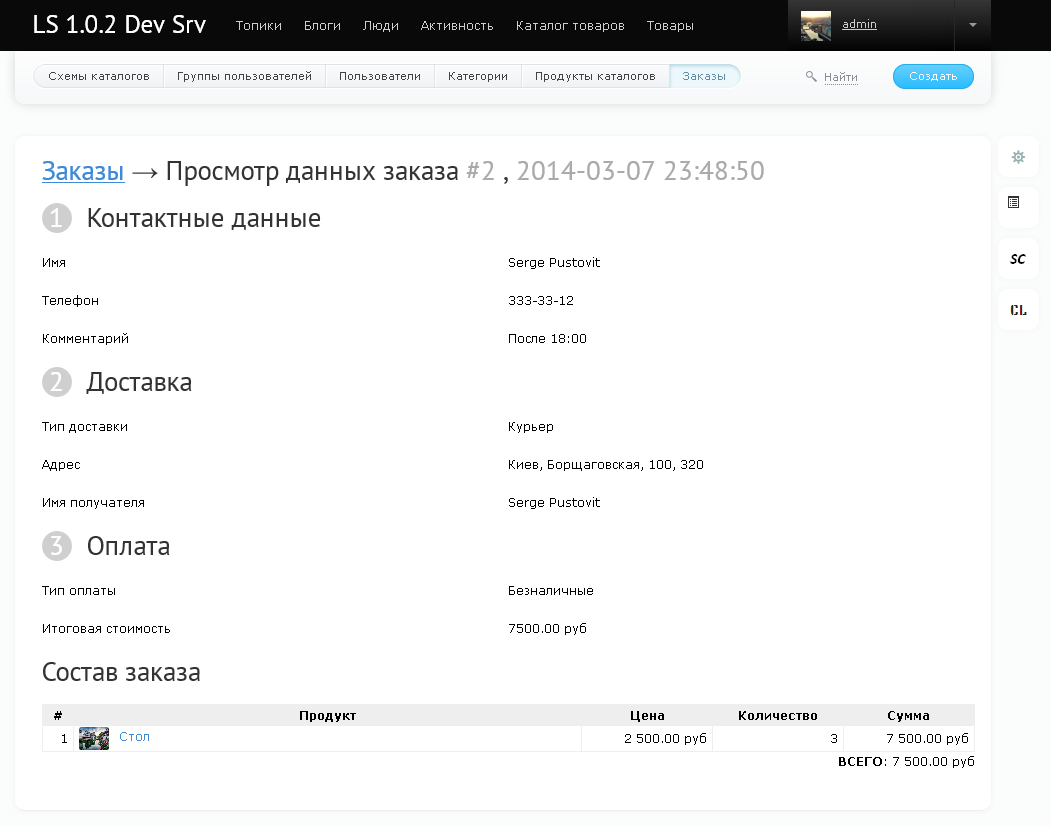 LS 1.0.2 Dev Srv Топики Блоги Люди Активность Каталог товаров Товары admin
Схемы каталогов Группы пользователей Пользователи Категории Продукты каталогов Заказы Найти Создать
Заказы → Просмотр данных заказа #2 , 2014-03-07 23:48:50
1 Контактные данные
Имя Serge Pustovit
Телефон 333-33-12
SC
CL
Комментарий После 18:00
2 Доставка
Тип доставки Курьер
Адрес Киев, Борщаговская, 100, 320
Имя получателя Serge Pustovit
3 Оплата
Тип оплаты Безналичные
Итоговая стоимость 7500.00 руб
Состав заказа
# Продукт Цена Количество Сумма
1 Стол 2 500.00 руб 3 7 500.00 руб
ВСЕГО: 7 500.00 руб